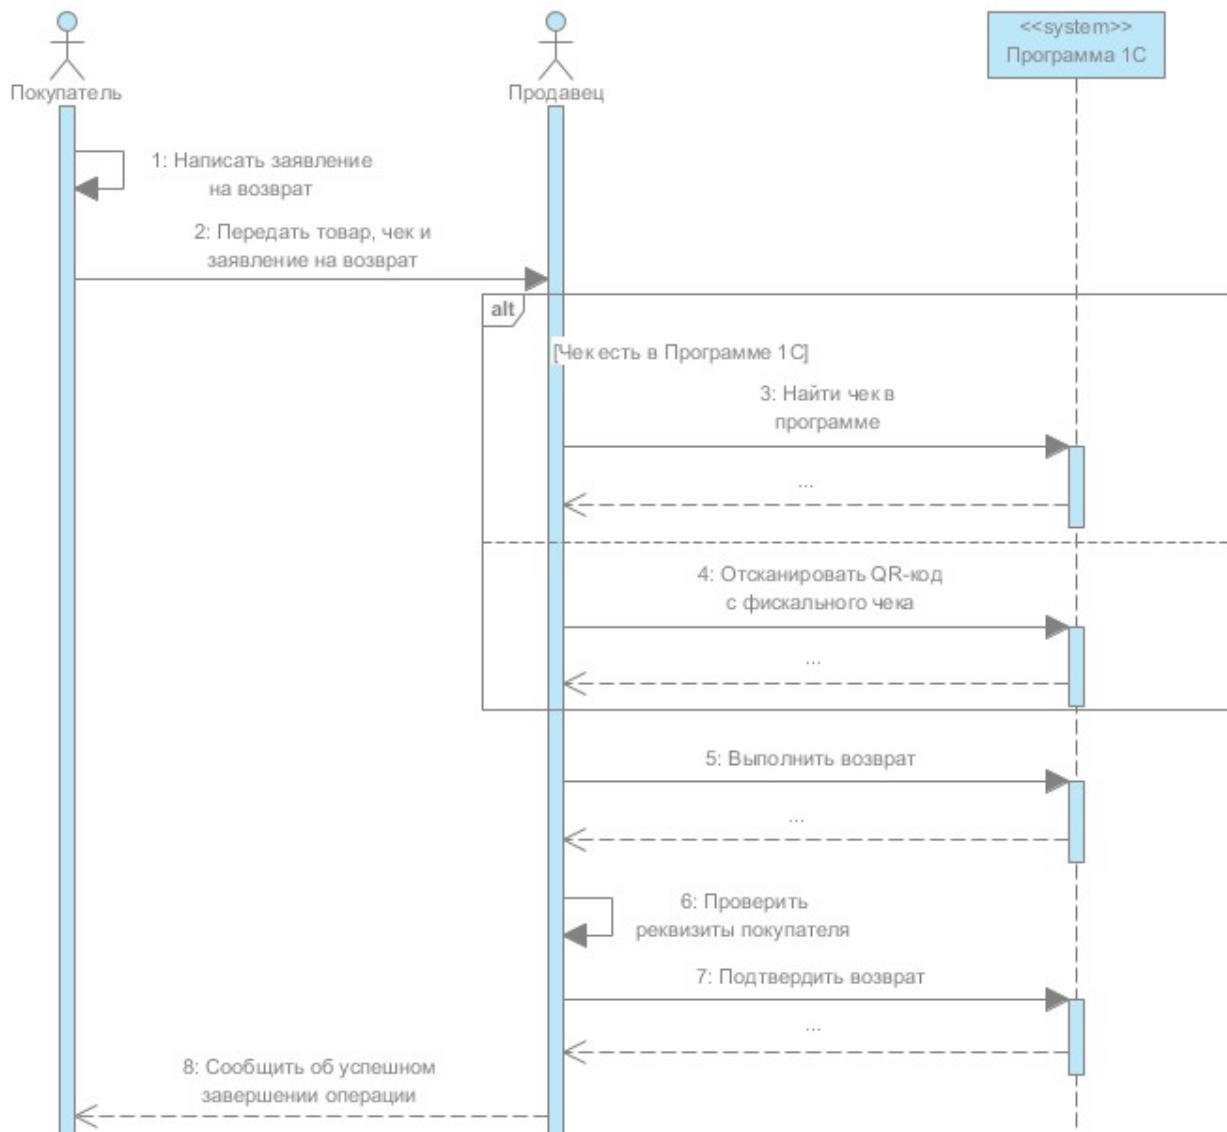 Покупатель
Продавец
<<system>>
Программа 1С
1: Написать заявление
на возврат
2: Передать товар, чек и
заявление на возврат
alt
[Чек есть в Программе 1С]
3: Найти чек в
программе
...
4: Отсканировать QR-код
с фискального чека
...
5: Выполнить возврат
...
6: Проверить
реквизиты покупателя
7: Подтвердить возврат
...
8: Сообщить об успешном
завершении операции